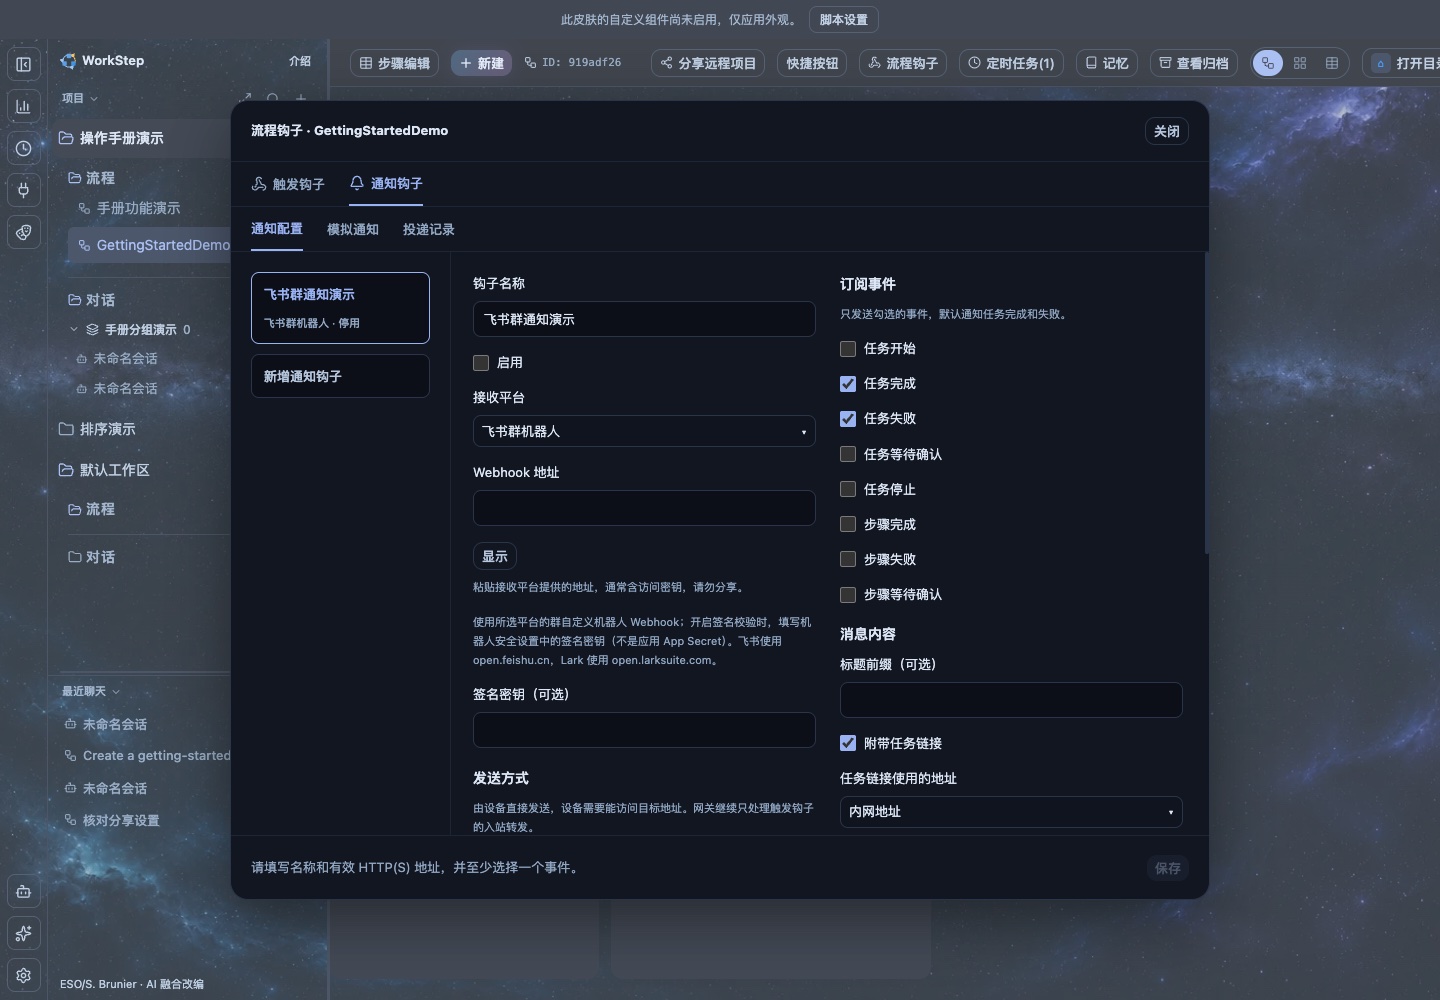 此皮肤的自定义组件尚未启用，仅应用外观。 脚本设置
WorkStep 介绍
步骤编辑 新建 ID: 919adf26 分享远程项目 快捷按钮 流程钩子 定时任务(1) 记忆 查看归档
项目
操作手册演示
流程
手册功能演示
GettingStartedDemo
对话
手册分组演示 0
未命名会话
未命名会话
排序演示
默认工作区
流程
对话
最近聊天
未命名会话
Create a getting-started
未命名会话
核对分享设置
ESO/S. Brunier · AI 融合改编
流程钩子 · GettingStartedDemo 关闭
触发钩子 通知钩子
通知配置 模拟通知 投递记录
飞书群通知演示
飞书群机器人 · 停用
新增通知钩子
钩子名称
飞书群通知演示
启用
接收平台
飞书群机器人
Webhook 地址
显示
粘贴接收平台提供的地址，通常含访问密钥，请勿分享。
使用所选平台的群自定义机器人 Webhook；开启签名校验时，填写机
器人安全设置中的签名密钥（不是应用 App Secret）。飞书使用
open.feishu.cn，Lark 使用 open.larksuite.com。
签名密钥（可选）
发送方式
由设备直接发送，设备需要能访问目标地址。网关继续只处理触发钩子
的入站转发。
订阅事件
只发送勾选的事件，默认通知任务完成和失败。
任务开始
任务完成
任务失败
任务等待确认
任务停止
步骤完成
步骤失败
步骤等待确认
消息内容
标题前缀（可选）
附带任务链接
任务链接使用的地址
内网地址
请填写名称和有效 HTTP(S) 地址，并至少选择一个事件。 保存